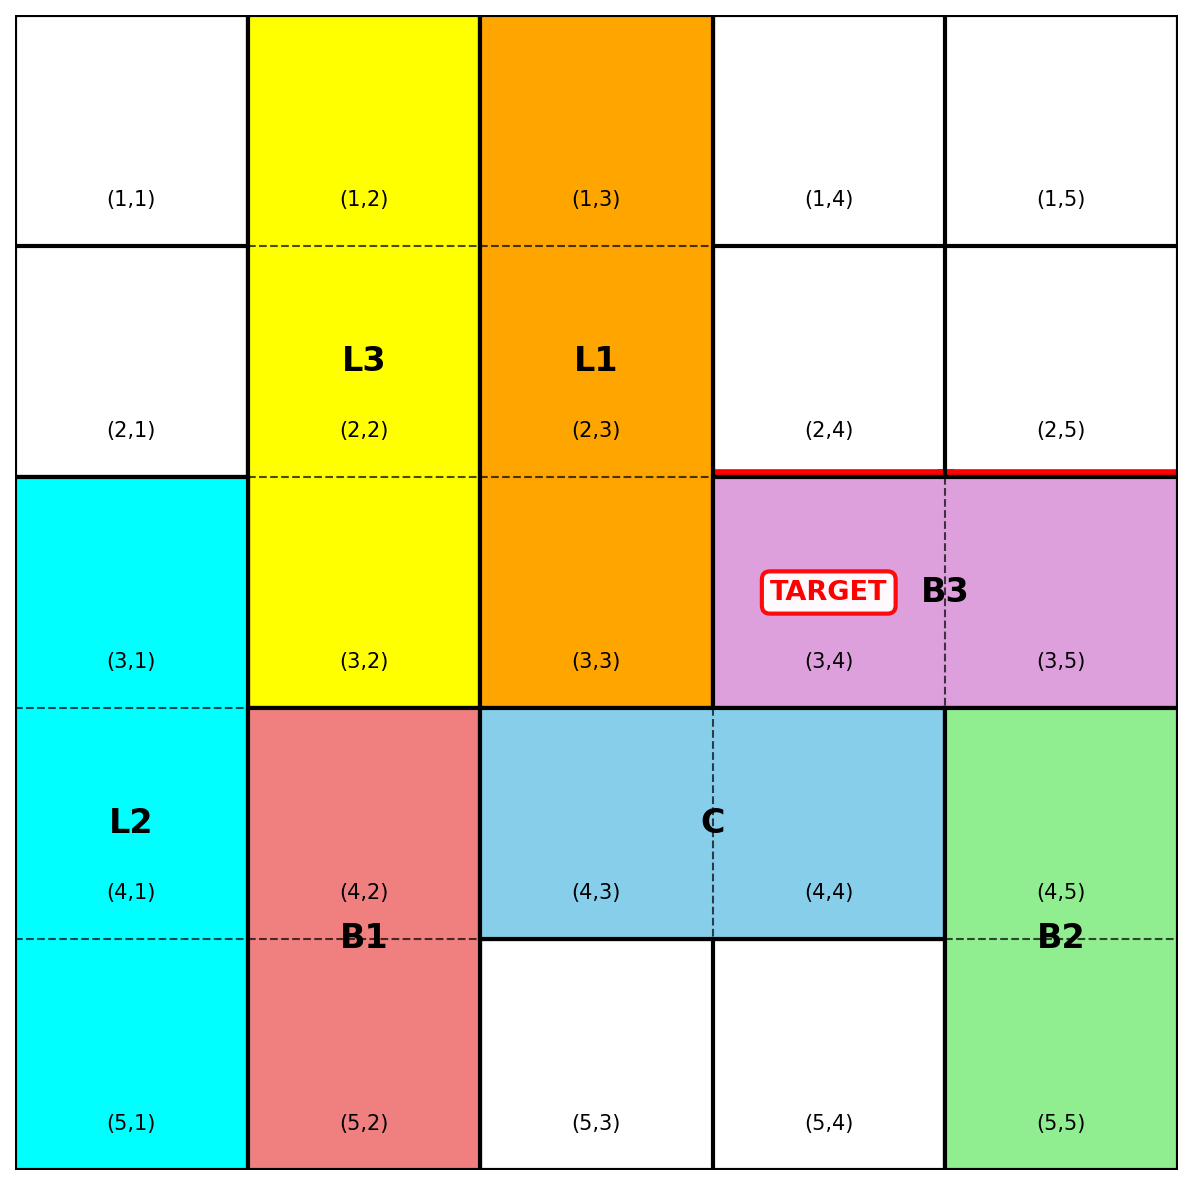 (1,1) (1,2) (1,3) (1,4) (1,5)
L3 L1
(2,1) (2,2) (2,3) (2,4) (2,5)
TARGET B3
(3,1) (3,2) (3,3) (3,4) (3,5)
L2 C
(4,1) (4,2) (4,3) (4,4) (4,5)
B1 B2
(5,1) (5,2) (5,3) (5,4) (5,5)